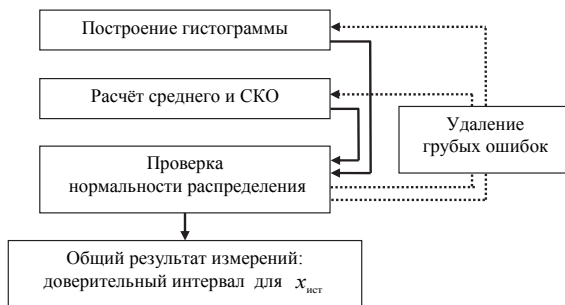 Построение гистограммы
Расчёт среднего и СКО
Удаление
грубых ошибок
Проверка
нормальности распределения
Общий результат измерений:
доверительный интервал для x ист